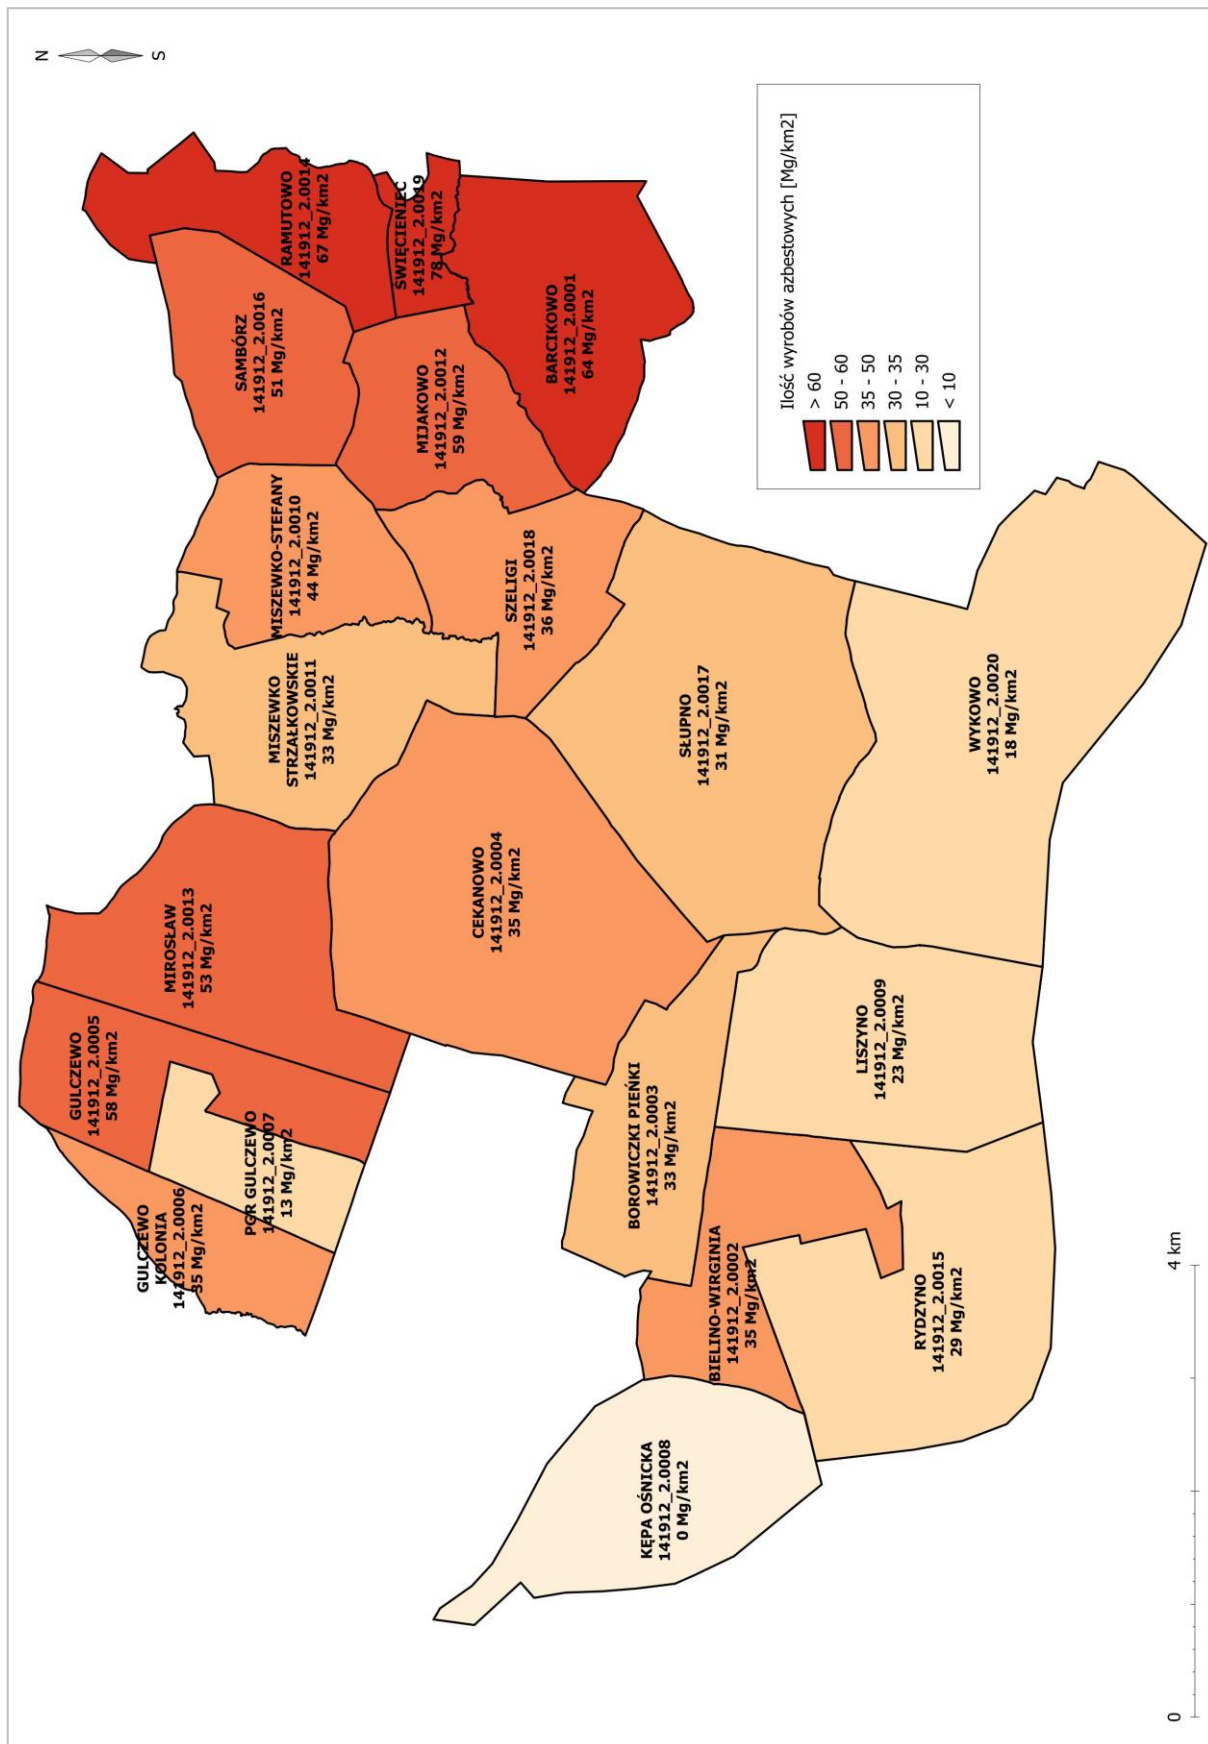 N
S
GULCZEWO
141912_2.0005
58 Mg/km2
GULCZEWO
KOLONIA
141912_2.0006
35 Mg/km2
PGR GULCZEWO
141912_2.0007
13 Mg/km2
MIROSŁAW
141912_2.0013
53 Mg/km2
MISZEWKO
STRZAŁKOWSKIE
141912_2.0011
33 Mg/km2
MISZEWKO-STEFANY
141912_2.0010
44 Mg/km2
SAMBÓRZ
141912_2.0016
51 Mg/km2
RAMUTOWO
141912_2.0014
67 Mg/km2
ŚWIĘCIENIEC
141912_2.0019
78 Mg/km2
MIJAKOWO
141912_2.0012
59 Mg/km2
BARCIKOWO
141912_2.0001
64 Mg/km2
SZELIGI
141912_2.0018
36 Mg/km2
CEKANOWO
141912_2.0004
35 Mg/km2
SŁUPNO
141912_2.0017
31 Mg/km2
BOROWICZKI PIEŃKI
141912_2.0003
33 Mg/km2
BIELINO-WIRGINIA
141912_2.0002
35 Mg/km2
KĘPA OŚNICKA
141912_2.0008
0 Mg/km2
LISZYNO
141912_2.0009
23 Mg/km2
RYDZYNO
141912_2.0015
29 Mg/km2
WYKOWO
141912_2.0020
18 Mg/km2
Ilość wyrobów azbestowych [Mg/km2]
> 60
50 - 60
35 - 50
30 - 35
10 - 30
< 10
0
4 km